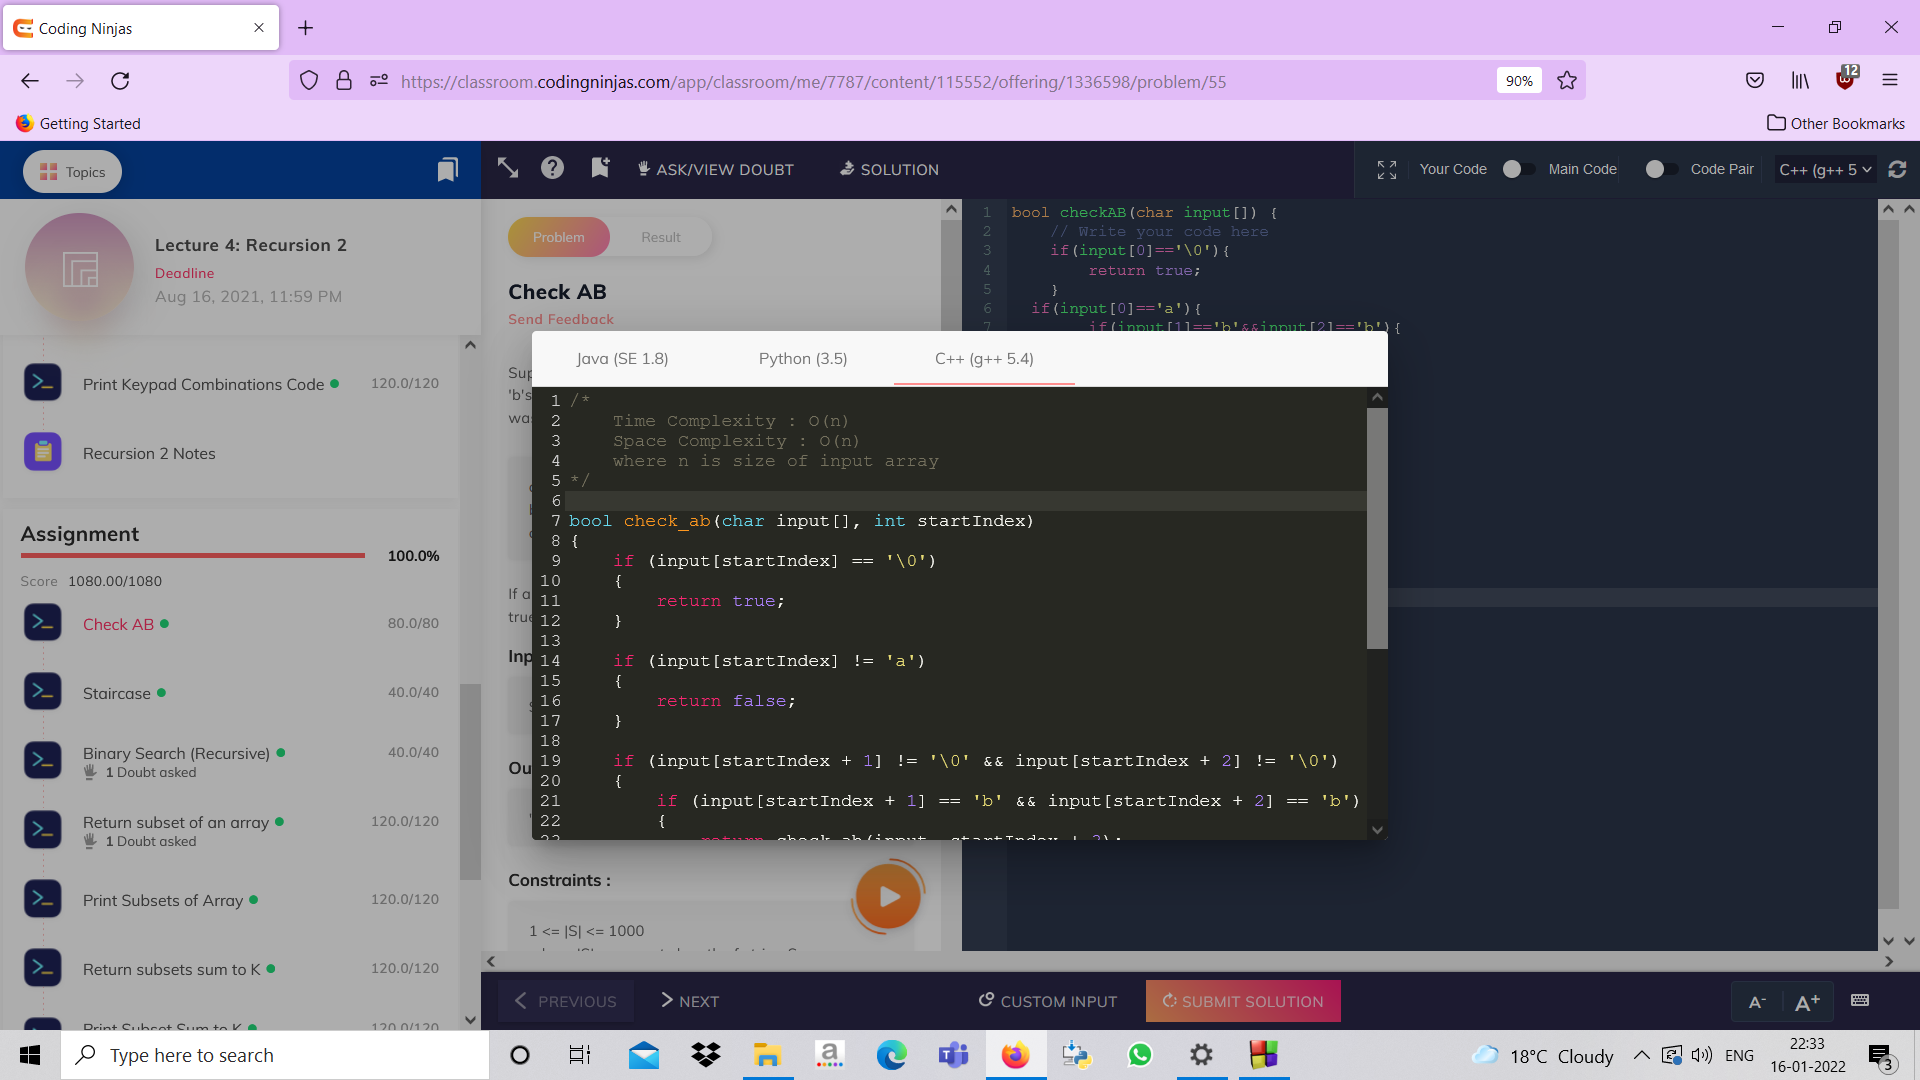 Coding Ninjas
https://classroom.codingninjas.com/app/classroom/me/7787/content/115552/offering/1336598/problem/55
90%
12
Getting Started
Other Bookmarks
Topics
ASK/VIEW DOUBT
SOLUTION
Your Code
Main Code
Code Pair
C++ (g++ 5
Lecture 4: Recursion 2
Deadline
Aug 16, 2021, 11:59 PM
Print Keypad Combinations Code
120.0/120
Recursion 2 Notes
Assignment
100.0%
Score 1080.00/1080
Check AB
80.0/80
Staircase
40.0/40
Binary Search (Recursive)
40.0/40
1 Doubt asked
Return subset of an array
120.0/120
1 Doubt asked
Print Subsets of Array
120.0/120
Return subsets sum to K
120.0/120
Print Subset Sum to K
120.0/120
Problem
Result
Check AB
Send Feedback
Sup
'b's
wa
If a
true
Inp
Ou
Constraints :
1 <= |S| <= 1000
1 bool checkAB(char input[]) {
2 // Write your code here
3 if(input[0]=='\0'){
4 return true;
5 }
6 if(input[0]=='a'){
7 if(input[1]=='b'&&input[2]=='b'){
Java (SE 1.8)
Python (3.5)
C++ (g++ 5.4)
1 /*
2 Time Complexity : O(n)
3 Space Complexity : O(n)
4 where n is size of input array
5 */
6
7 bool check_ab(char input[], int startIndex)
8 {
9 if (input[startIndex] == '\0')
10 {
11 return true;
12 }
13
14 if (input[startIndex] != 'a')
15 {
16 return false;
17 }
18
19 if (input[startIndex + 1] != '\0' && input[startIndex + 2] != '\0')
20 {
21 if (input[startIndex + 1] == 'b' && input[startIndex + 2] == 'b')
22 {
23 return check_ab(input, startIndex + 3);
PREVIOUS
NEXT
CUSTOM INPUT
SUBMIT SOLUTION
A-
A+
Type here to search
18°C Cloudy
ENG
22:33
16-01-2022
3